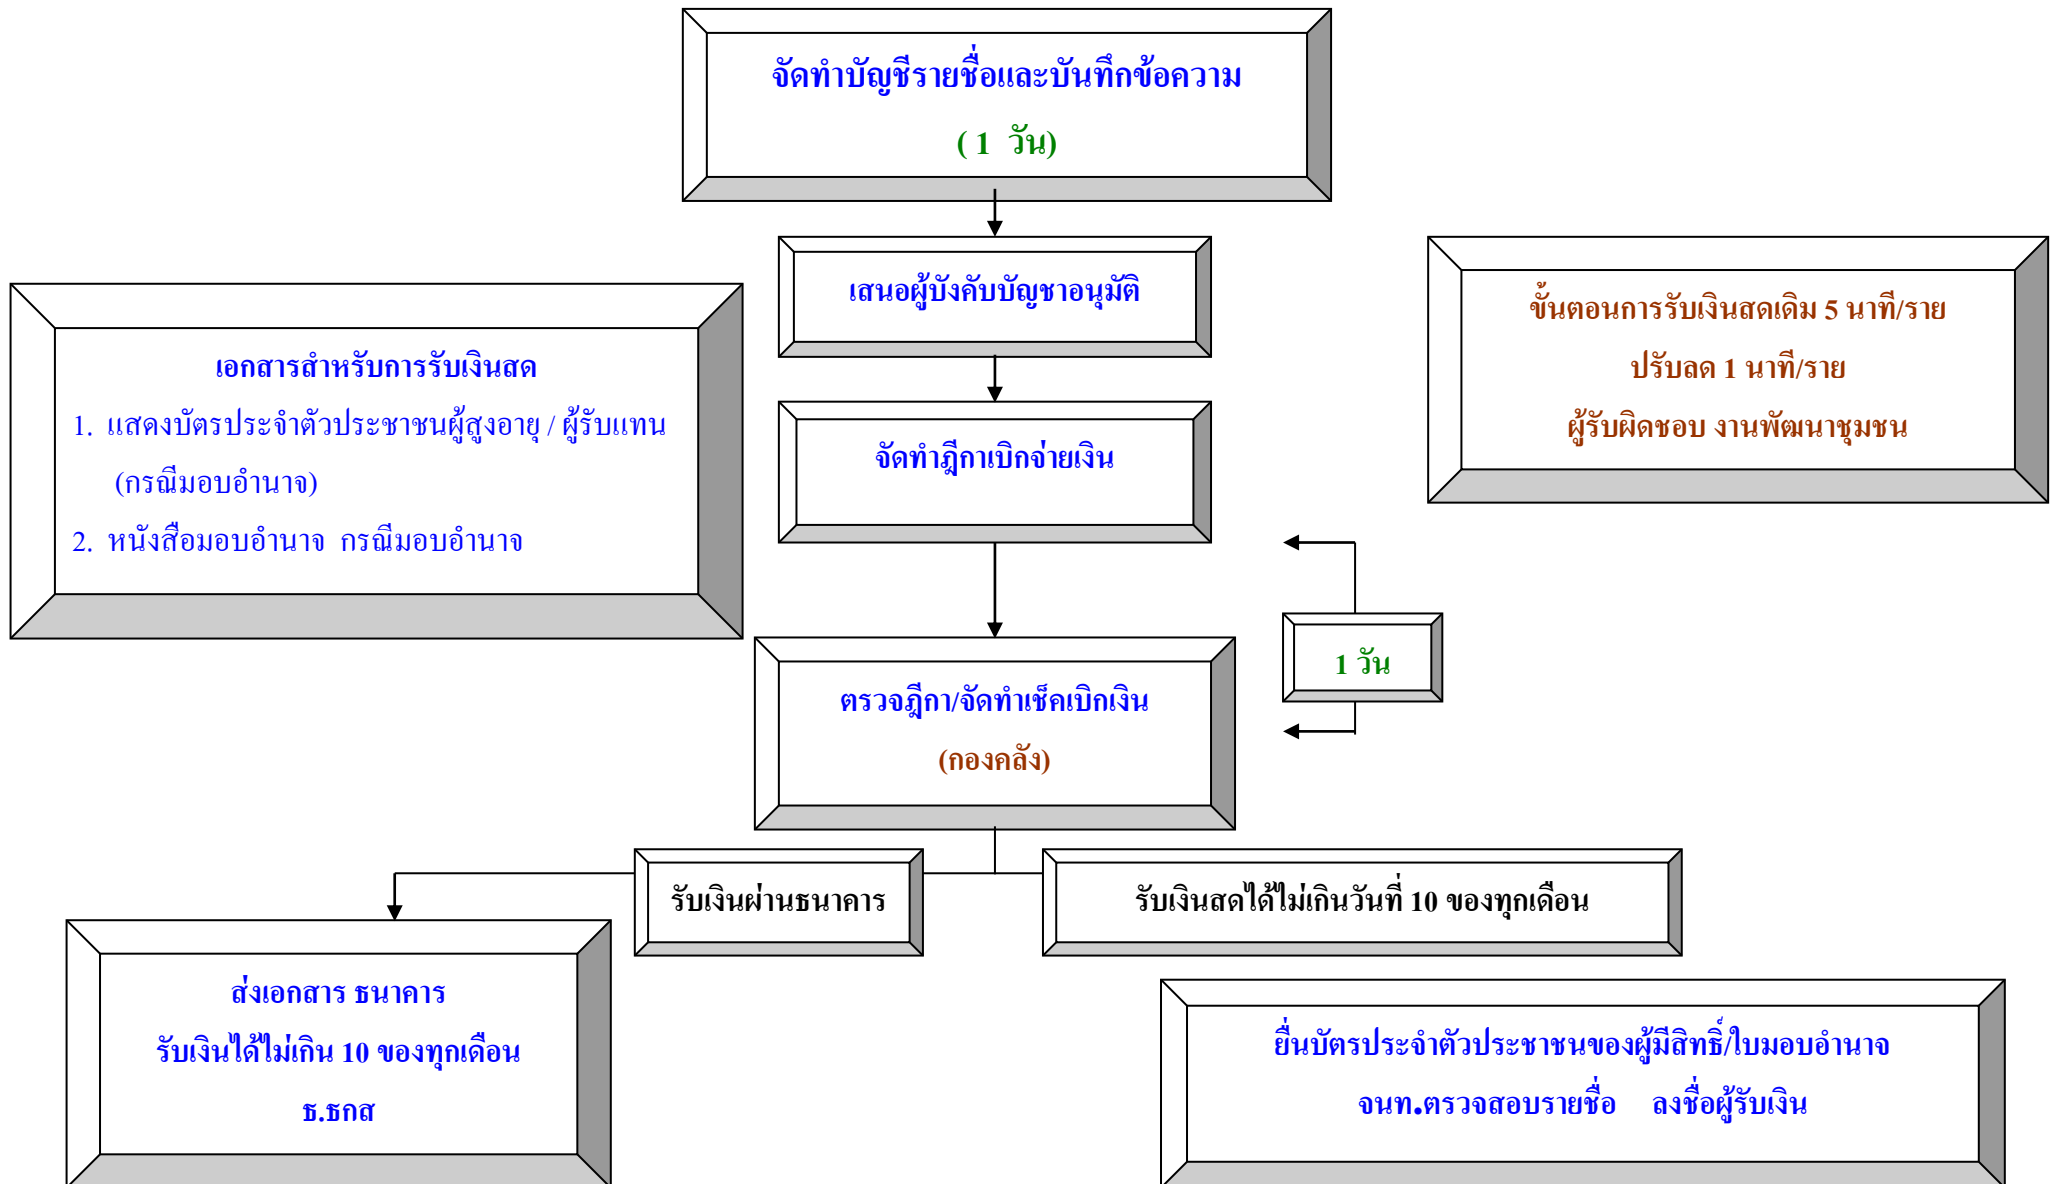 จัดทำบัญชีรายชื่อและบันทึกข้อความ
( 1 วัน)
เสนอผู้บังคับบัญชาอนุมัติ
ขั้นตอนการรับเงินสดเดิม 5 นาที/ราย
ปรับลด 1 นาที/ราย
ผู้รับผิดชอบ งานพัฒนาชุมชน
เอกสารสำหรับการรับเงินสด
1. แสดงบัตรประจำตัวประชาชนผู้สูงอายุ / ผู้รับแทน
(กรณีมอบอำนาจ)
2. หนังสือมอบอำนาจ กรณีมอบอำนาจ
จัดทำฎีกาเบิกจ่ายเงิน
1 วัน
ตรวจฎีกา/จัดทำเช็คเบิกเงิน
(กองคลัง)
รับเงินผ่านธนาคาร
รับเงินสดได้ไม่เกินวันที่ 10 ของทุกเดือน
ส่งเอกสาร ธนาคาร
รับเงินได้ไม่เกิน 10 ของทุกเดือน
ธ.ธกส
ยื่นบัตรประจำตัวประชาชนของผู้มีสิทธิ์/ใบมอบอำนาจ
จนท.ตรวจสอบรายชื่อ ลงชื่อผู้รับเงิน